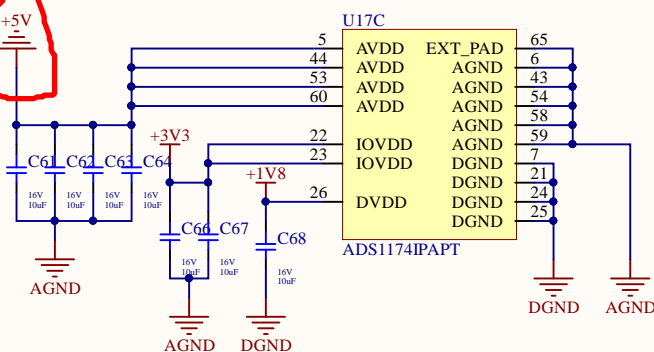 +5V
U17C
5 AVDD EXT_PAD 65
44 AVDD AGND 6
53 AVDD AGND 43
60 AVDD AGND 54
AGND 58
22 IOVDD AGND 59
23 IOVDD DGND 7
DGND 21
26 DVDD DGND 24
DGND 25
ADS1174IPAPT
+3V3
+1V8
C61 C62 C63 C64
16V 16V 16V 16V
10uF 10uF 10uF 10uF
C66 C67 C68
16V 16V 16V
10uF 10uF 10uF
AGND
AGND DGND
DGND AGND